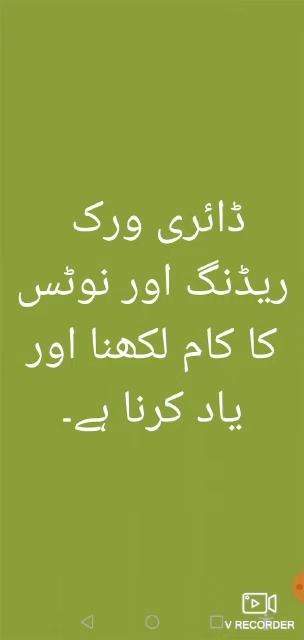 ڈائری ورک
ریڈنگ اور نوٹس
کا کام لکھنا اور
یاد کرنا ہے۔
V RECORDER